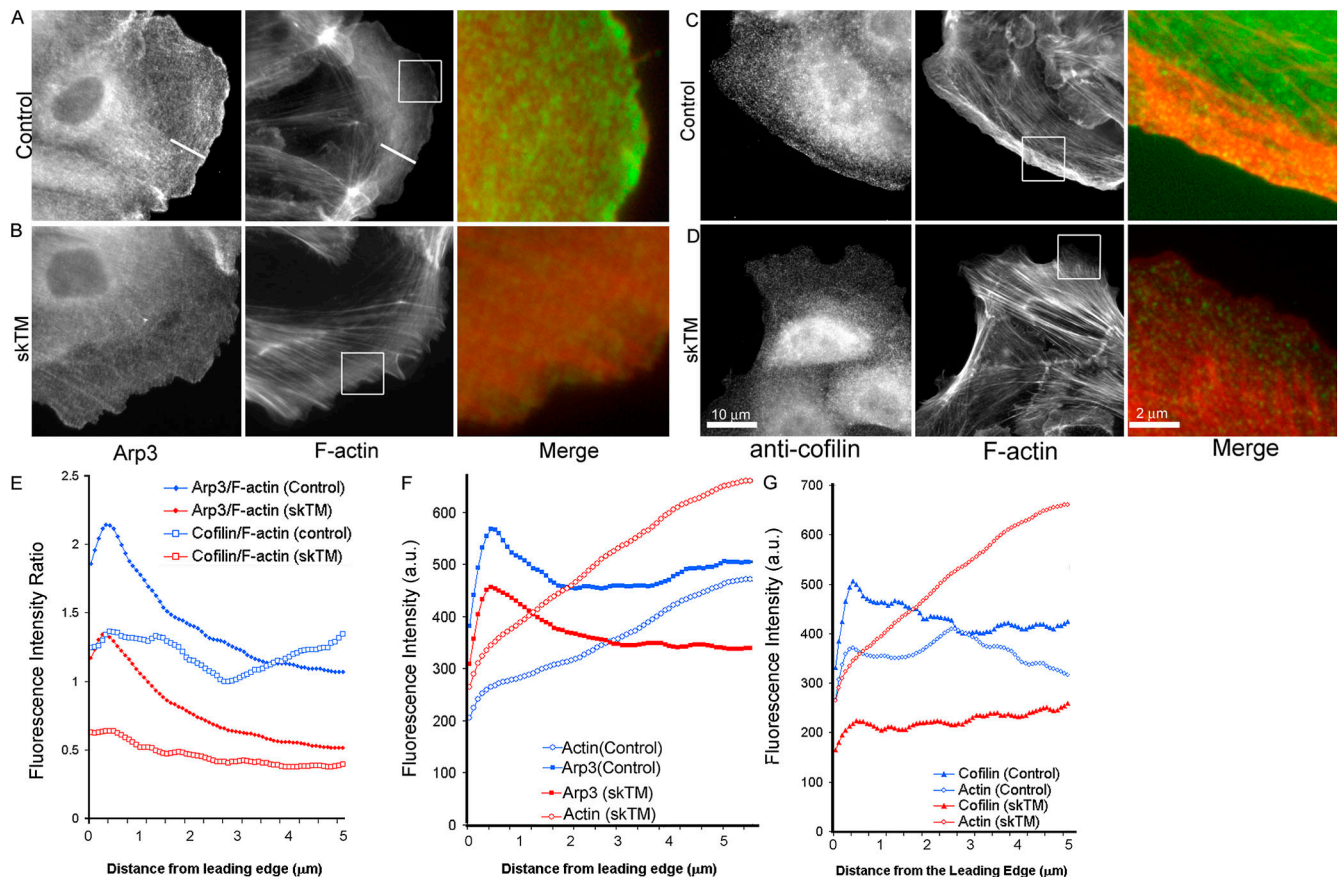 A
C
Control
Control
B
D
skTM
skTM
10 μm
2 μm
Arp3
F-actin
Merge
anti-cofilin
F-actin
Merge
E
Fluorescence Intensity Ratio
2.5
2
1.5
1
0.5
0
Arp3/F-actin (Control)
Arp3/F-actin (skTM)
Cofilin/F-actin (control)
Cofilin/F-actin (skTM)
0 1 2 3 4 5
Distance from leading edge (μm)
F
Fluorescence Intensity (a.u.)
600
500
400
300
200
0
Actin(Control)
Arp3(Control)
Arp3 (skTM)
Actin (skTM)
0 1 2 3 4 5
Distance from leading edge (μm)
G
Fluorescence Intensity (a.u.)
700
600
500
400
300
200
100
0
Cofilin (Control)
Actin (Control)
Cofilin (skTM)
Actin (skTM)
0 1 2 3 4 5
Distance from the Leading Edge (μm)